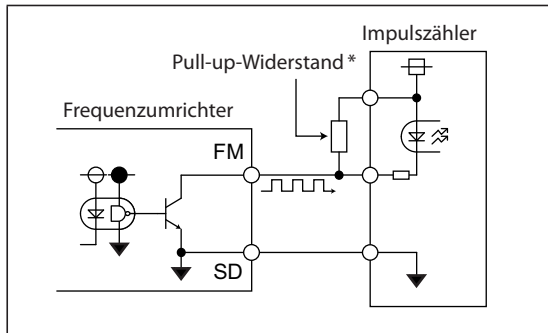 Impulszähler
Pull-up-Widerstand *
Frequenzumrichter
FM
SD